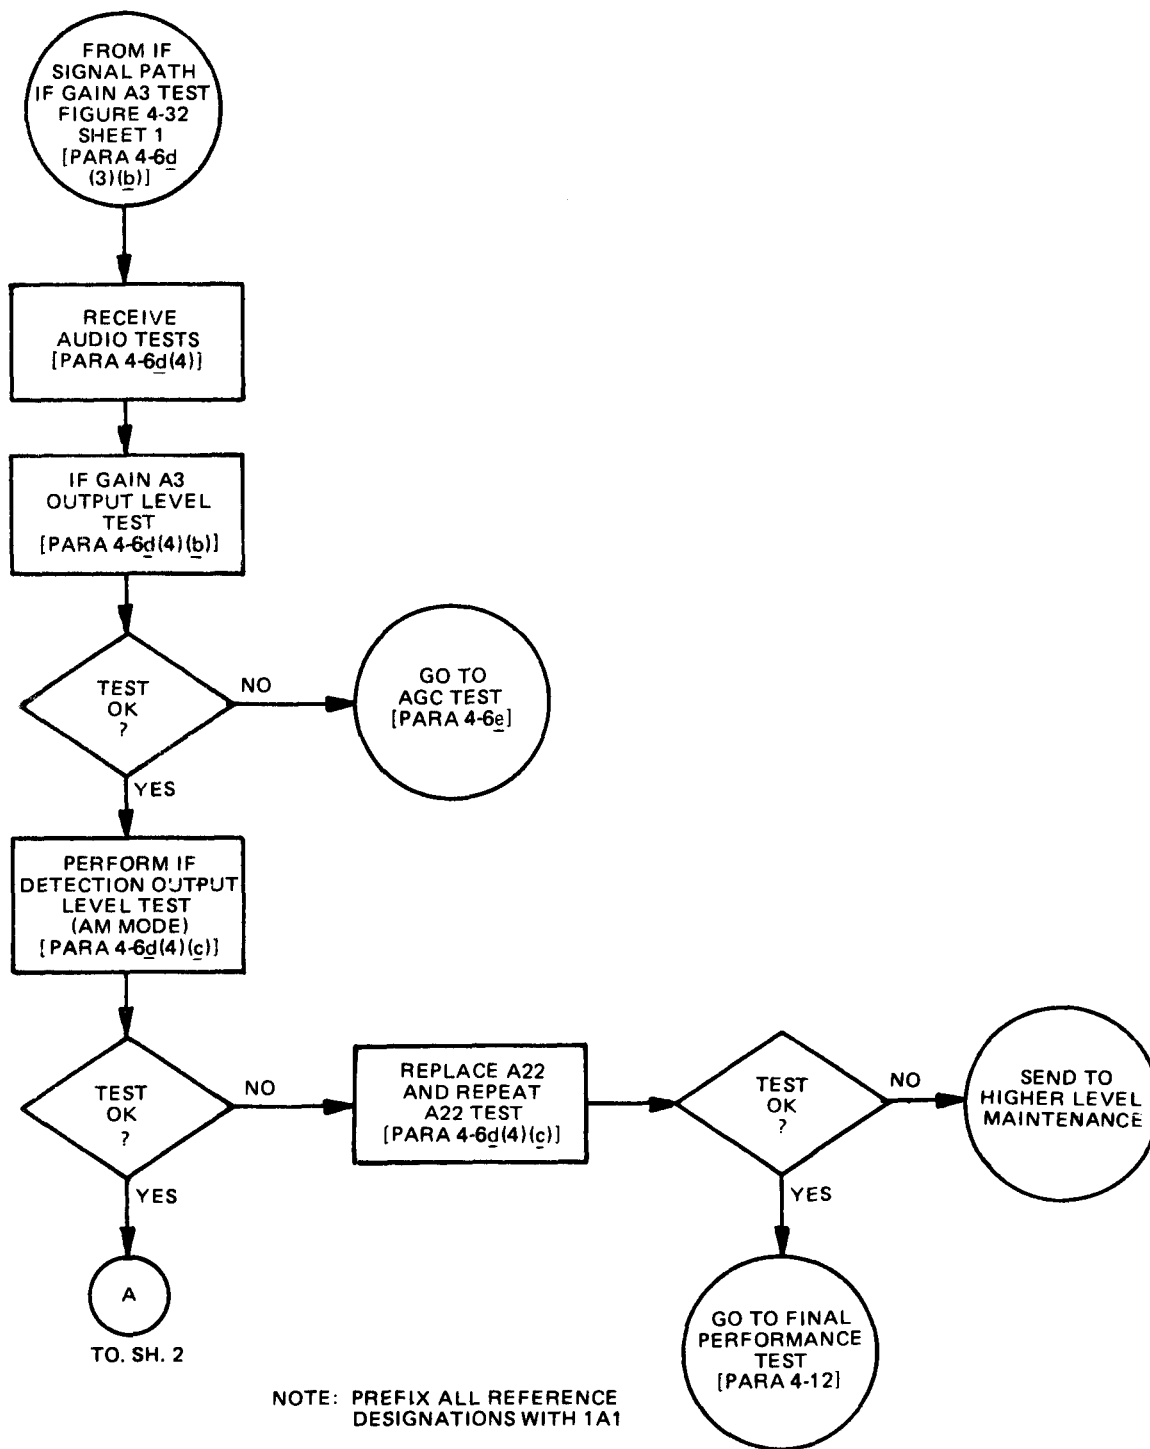 FROM IF
SIGNAL PATH
IF GAIN A3 TEST
FIGURE 4-32
SHEET 1
[PARA 4-6d
(3)(b)]
RECEIVE
AUDIO TESTS
[PARA 4-6d(4)]
IF GAIN A3
OUTPUT LEVEL
TEST
[PARA 4-6d(4)(b)]
TEST
OK
?
NO
GO TO
AGC TEST
[PARA 4-6e]
YES
PERFORM IF
DETECTION OUTPUT
LEVEL TEST
(AM MODE)
[PARA 4-6d(4)(c)]
TEST
OK
?
NO
REPLACE A22
AND REPEAT
A22 TEST
[PARA 4-6d(4)(c)]
TEST
OK
?
NO
SEND TO
HIGHER LEVEL
MAINTENANCE
YES
A
TO. SH. 2
YES
GO TO FINAL
PERFORMANCE
TEST
[PARA 4-12]
NOTE: PREFIX ALL REFERENCE
DESIGNATIONS WITH 1A1